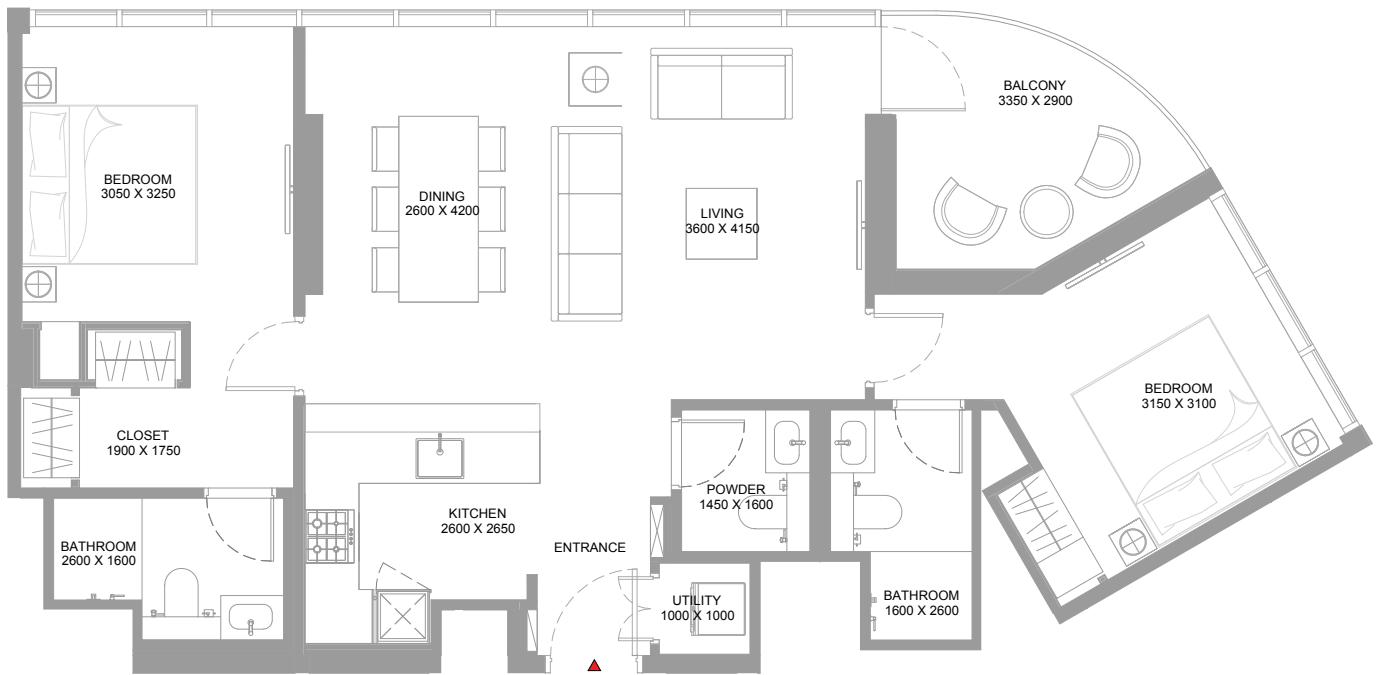 BALCONY
3350 X 2900
BEDROOM
3050 X 3250
DINING
2600 X 4200
LIVING
3600 X 4150
BEDROOM
3150 X 3100
CLOSET
1900 X 1750
POWDER
1450 X 1600
KITCHEN
2600 X 2650
ENTRANCE
BATHROOM
2600 X 1600
UTILITY
1000 X 1000
BATHROOM
1600 X 2600